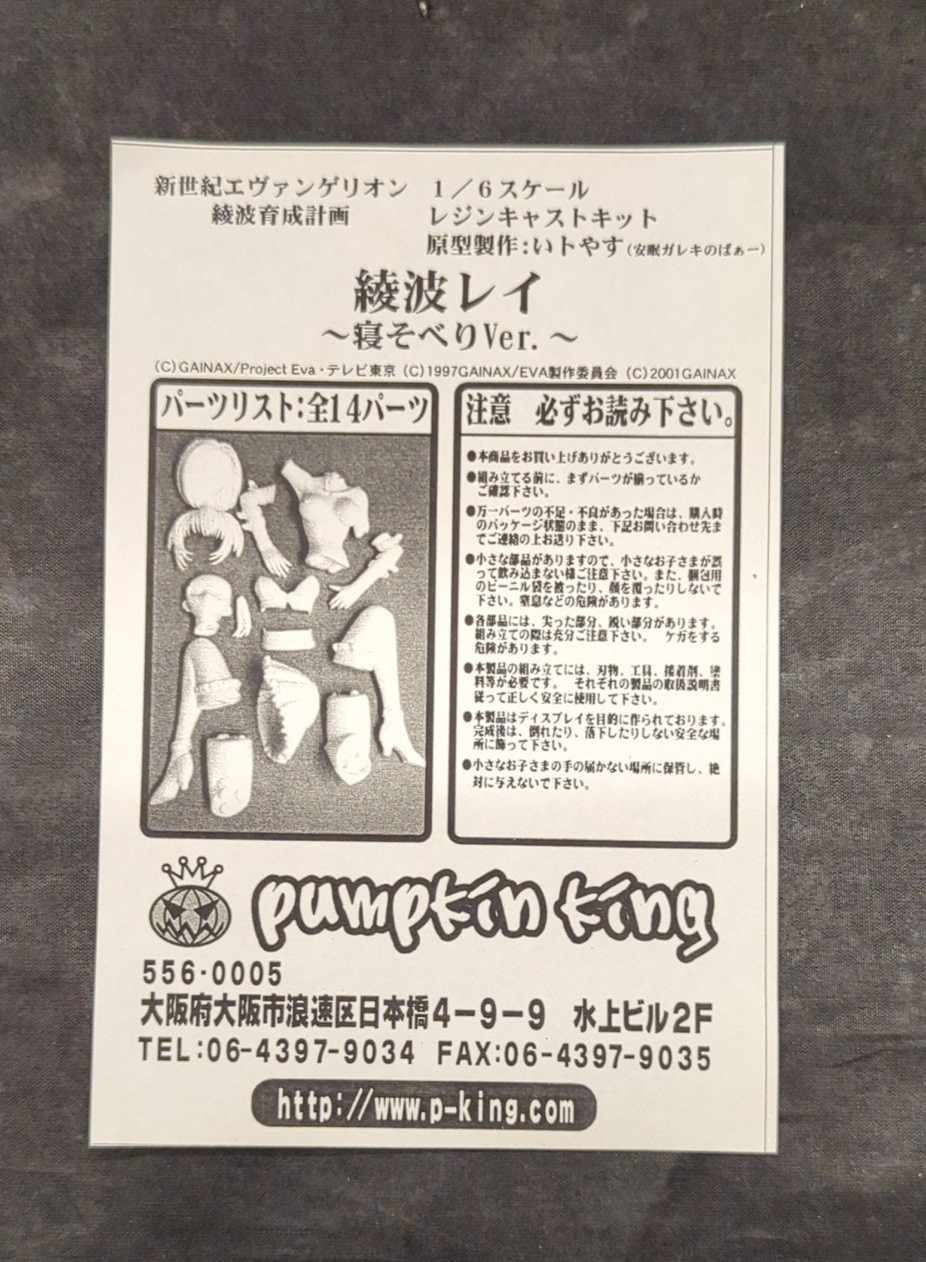 新世紀エヴァンゲリオン
綾波育成計画
1／6スケール
レジンキャストキット
原型製作:いトやす(安眠ガレキのばぁー)
綾波レイ
～寝そべりVer.～
(C)GAINAX/Project Eva・テレビ東京 (C)1997GAINAX/EVA製作委員会 (C)2001GAINAX
パーツリスト:全14パーツ
注意 必ずお読み下さい。
●本商品をお買い上げありがとうございます。
●組み立てる前に、まずパーツが揃っているか
ご確認下さい。
●万一パーツの不足・不良があった場合は、購入時
のパッケージ状態のまま、下記お問い合わせ先ま
でご連絡の上お送り下さい。
●小さな部品がありますので、小さなお子さまが誤
って飲み込まない様ご注意下さい。また、梱包用
のビニール袋を被ったり、顔を覆ったりしないで
下さい。窒息などの危険があります。
●各部品には、尖った部分、鋭い部分があります。
組み立ての際は充分ご注意下さい。 ケガをする
危険があります。
●本製品の組み立てには、刃物、工具、接着剤、塗
料等が必要です。 それぞれの製品の取扱説明書
従って正しく安全に使用して下さい。
●本製品はディスプレイを目的に作られております。
完成後は、倒れたり、落下したりしない安全な場
所に飾って下さい。
●小さなお子さまの手の届かない場所に保管し、絶
対に与えないで下さい。
pumpkin king
556-0005
大阪府大阪市浪速区日本橋4-9-9 水上ビル2F
TEL:06-4397-9034 FAX:06-4397-9035
http://www.p-king.com